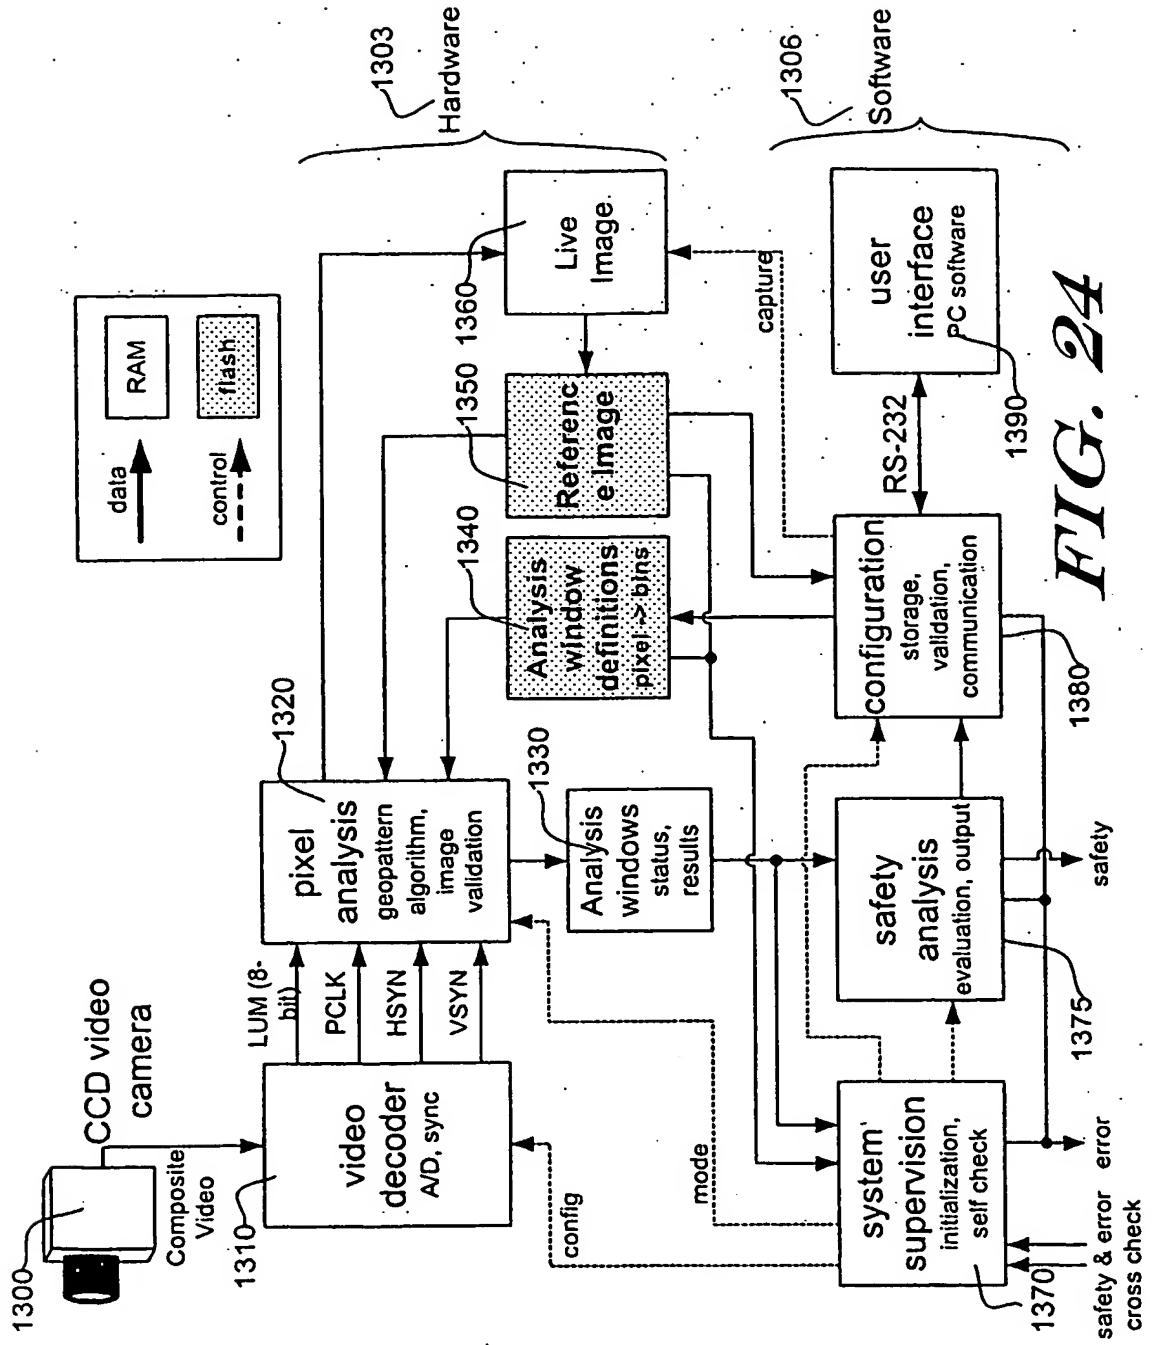 1300
CCD video
camera
Composite
Video
1310
video
decoder
A/D, sync
LUM (8-
bit)
PCLK
HSYN
VSYN
1320
pixel
analysis
geopattern
algorithm,
image
validation
data
control
RAM
flash
1303
Hardware
1330
Analysis
windows
status,
results
1340
Analysis
window
definitions
pixel -> bins
1350
Referenc
e Image
1360
Live
Image
config
mode
capture
1306
Software
1370
system
supervision
initialization,
self check
1375
safety
analysis
evaluation, output
1380
configuration
storage,
validation,
communication
RS-232
1390
user
interface
PC software
safety & error
cross check
error
safety
FIG. 24